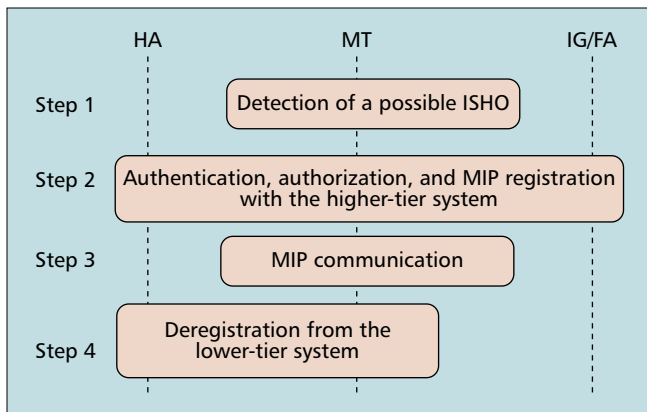 HA MT IG/FA
Step 1 Detection of a possible ISHO
Step 2 Authentication, authorization, and MIP registration
with the higher-tier system
Step 3 MIP communication
Step 4 Deregistration from the
lower-tier system